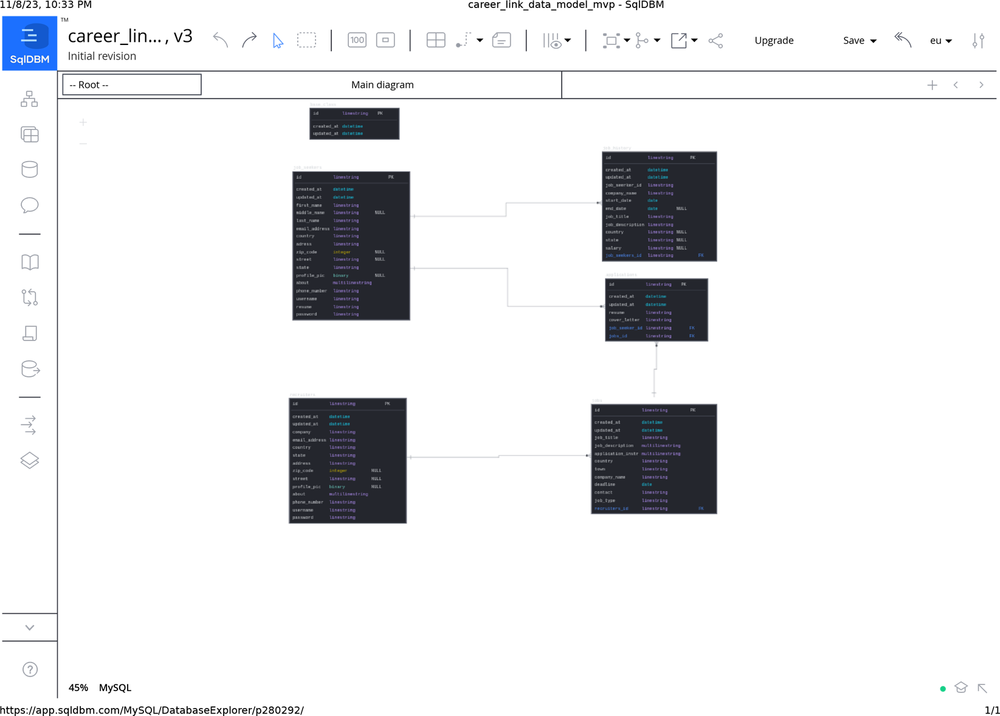 11/8/23, 10:33 PM
career_link_data_model_mvp - SqlDBM
TM
SqlDBM
career_lin... , v3
Initial revision
100
Upgrade
Save
eu
-- Root --
Main diagram
base_class
id linestring PK
created_at datetime
updated_at datetime
job_seekers
id linestring PK
created_at datetime
updated_at datetime
first_name linestring
middle_name linestring NULL
last_name linestring
email_address linestring
country linestring
adress linestring
zip_code integer NULL
street linestring NULL
state linestring
profile_pic binary NULL
about multilinestring
phone_number linestring
username linestring
resume linestring
password linestring
job_history
id linestring PK
created_at datetime
updated_at datetime
job_seerker_id linestring
company_name linestring
start_date date
end_date date NULL
job_title linestring
job_description linestring
country linestring NULL
state linestring NULL
salary linestring NULL
job_seekers_id linestring FK
applications
id linestring PK
created_at datetime
updated_at datetime
resume linestring
cover_letter linestring
job_seeker_id linestring FK
jobs_id linestring FK
recruiters
id linestring PK
created_at datetime
updated_at datetime
company linestring
email_address linestring
country linestring
state linestring
address linestring
zip_code integer NULL
street linestring NULL
profile_pic binary NULL
about multilinestring
phone_number linestring
username linestring
password linestring
jobs
id linestring PK
created_at datetime
updated_at datetime
job_title linestring
job_description multilinestring
application_instr multilinestring
country linestring
town linestring
company_name linestring
deadline date
contact linestring
job_type linestring
recruiters_id linestring FK
45% MySQL
https://app.sqldbm.com/MySQL/DatabaseExplorer/p280292/
1/1